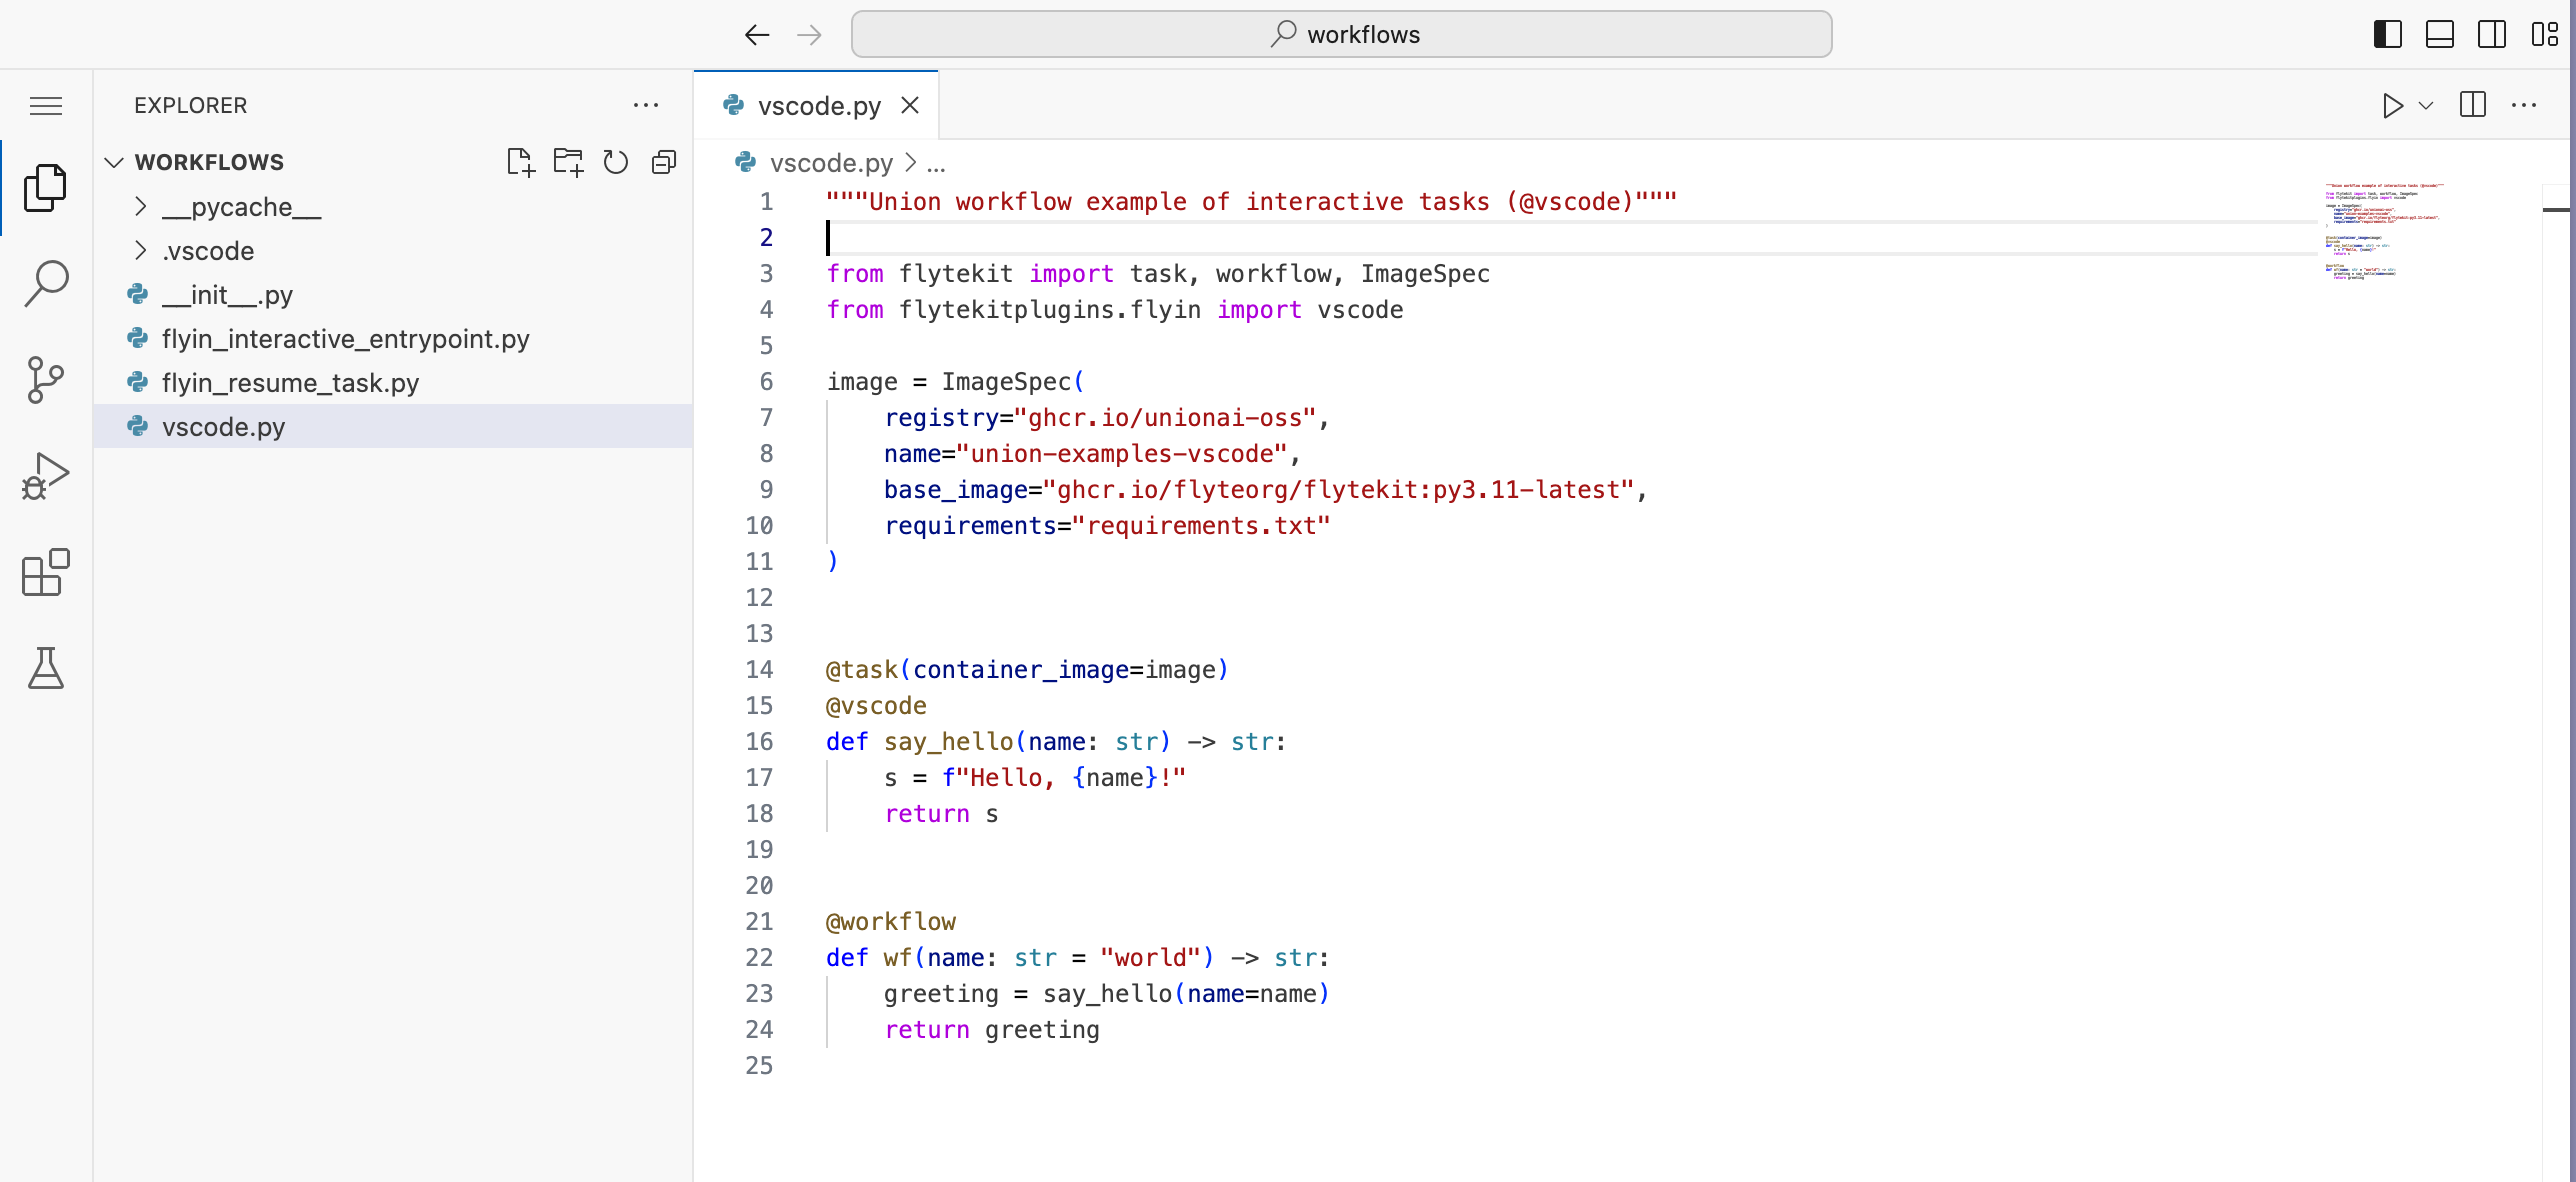 workflows
EXPLORER
WORKFLOWS
__pycache__
.vscode
__init__.py
flyin_interactive_entrypoint.py
flyin_resume_task.py
vscode.py
vscode.py
vscode.py > ...
1 """Union workflow example of interactive tasks (@vscode)"""
2
3 from flytekit import task, workflow, ImageSpec
4 from flytekitplugins.flyin import vscode
5
6 image = ImageSpec(
7     registry="ghcr.io/unionai-oss",
8     name="union-examples-vscode",
9     base_image="ghcr.io/flyteorg/flytekit:py3.11-latest",
10     requirements="requirements.txt"
11 )
12
13
14 @task(container_image=image)
15 @vscode
16 def say_hello(name: str) -> str:
17     s = f"Hello, {name}!"
18     return s
19
20
21 @workflow
22 def wf(name: str = "world") -> str:
23     greeting = say_hello(name=name)
24     return greeting
25